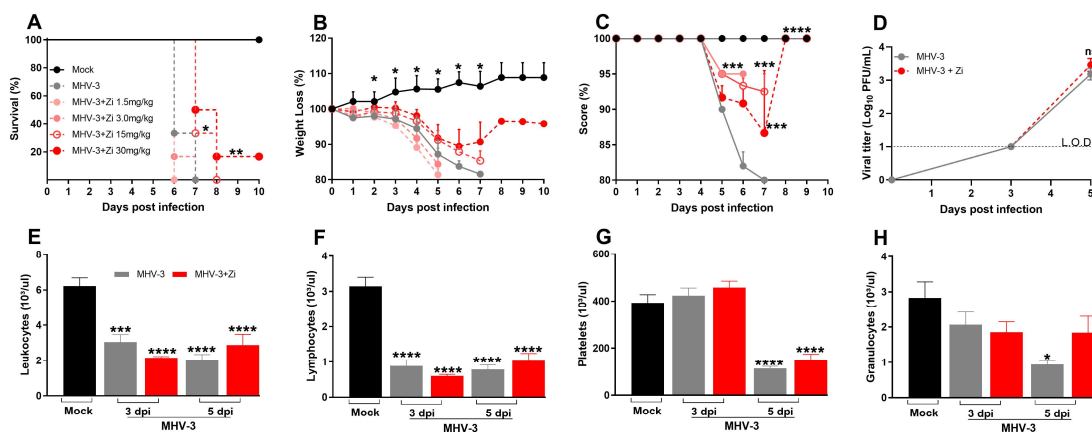 A
Survival (%)
100
80
60
40
20
Mock
MHV-3
MHV-3+Zi 1.5mg/kg
MHV-3+Zi 3.0mg/kg
MHV-3+Zi 15mg/kg
MHV-3+Zi 30mg/kg
*
**
0 1 2 3 4 5 6 7 8 9 10
Days post infection
B
Weight Loss (%)
120
110
100
90
80
* * * * * *
0 1 2 3 4 5 6 7 8 9 10
Days post infection
C
Score (%)
100
95
90
85
80
****
*** ***
***
0 1 2 3 4 5 6 7 8 9 10
Days post infection
D
Viral titer (Log₁₀ PFU/mL)
4
3
2
1
0
MHV-3
MHV-3 + Zi
L.O.D
1 2 3 4 5
Days post infection
E
Leukocytes (10³/ul)
8
6
4
2
0
MHV-3 MHV-3+Zi
*** **** ****
Mock 3 dpi 5 dpi
MHV-3
F
Lymphocytes (10³/ul)
4
3
2
1
0
**** **** **** ****
Mock 3 dpi 5 dpi
MHV-3
G
Platelets (10³/ul)
600
400
200
0
**** ****
Mock 3 dpi 5 dpi
MHV-3
H
Granulocytes (10³/ul)
4
3
2
1
0
*
Mock 3 dpi 5 dpi
MHV-3